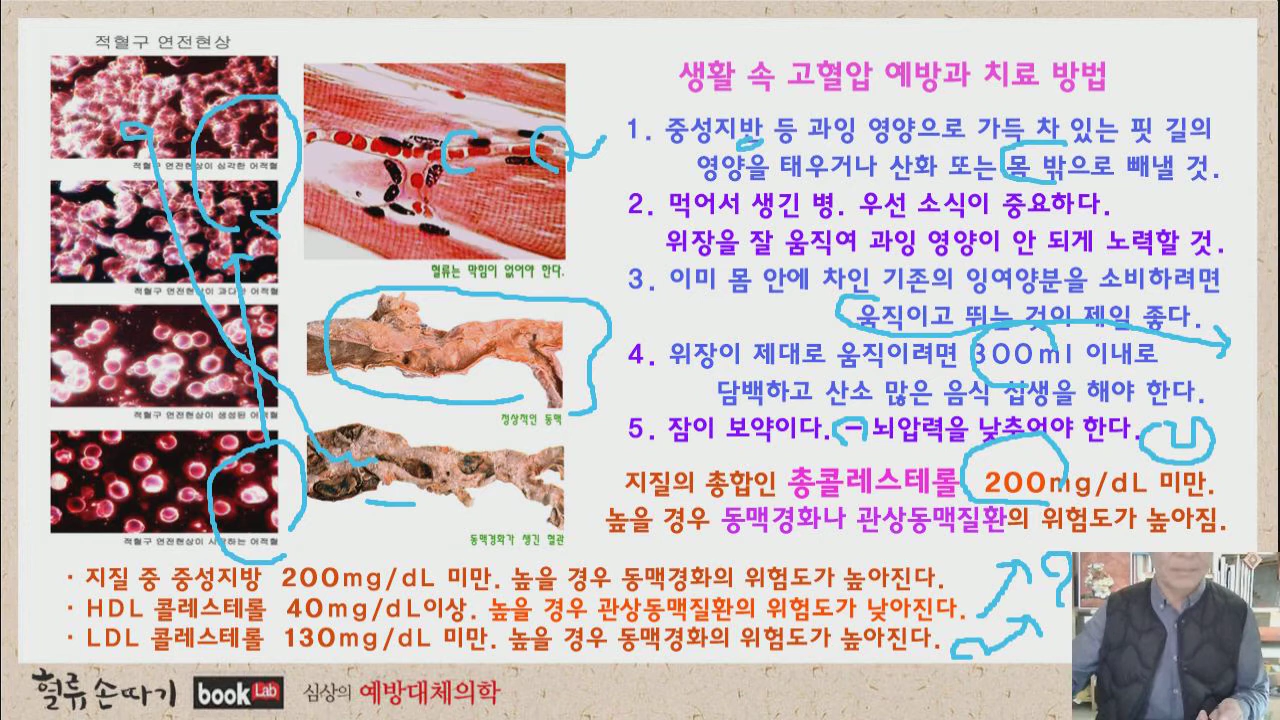 적혈구 연전현상
적혈구 연전현상이 심각한 어적혈
적혈구 연전현상이 과다한 어적혈
적혈구 연전현상이 생성된 어적혈
적혈구 연전현상이 시작하는 어적혈
혈류는 막힘이 없어야 한다.
정상적인 동맥
동맥경화가 생긴 혈관
생활 속 고혈압 예방과 치료 방법
1. 중성지방 등 과잉 영양으로 가득 차 있는 핏 길의
영양을 태우거나 산화 또는 몸 밖으로 빼낼 것.
2. 먹어서 생긴 병. 우선 소식이 중요하다.
위장을 잘 움직여 과잉 영양이 안 되게 노력할 것.
3. 이미 몸 안에 차인 기존의 잉여양분을 소비하려면
움직이고 뛰는 것이 제일 좋다.
4. 위장이 제대로 움직이려면 300ml 이내로
담백하고 산소 많은 음식 섭생을 해야 한다.
5. 잠이 보약이다. - 뇌압력을 낮추어야 한다.
지질의 총합인 총콜레스테롤 200mg/dL 미만.
높을 경우 동맥경화나 관상동맥질환의 위험도가 높아짐.
· 지질 중 중성지방 200mg/dL 미만. 높을 경우 동맥경화의 위험도가 높아진다.
· HDL 콜레스테롤 40mg/dL이상. 높을 경우 관상동맥질환의 위험도가 낮아진다.
· LDL 콜레스테롤 130mg/dL 미만. 높을 경우 동맥경화의 위험도가 높아진다.
혈류 손따기 book Lab 심상의 예방대체의학